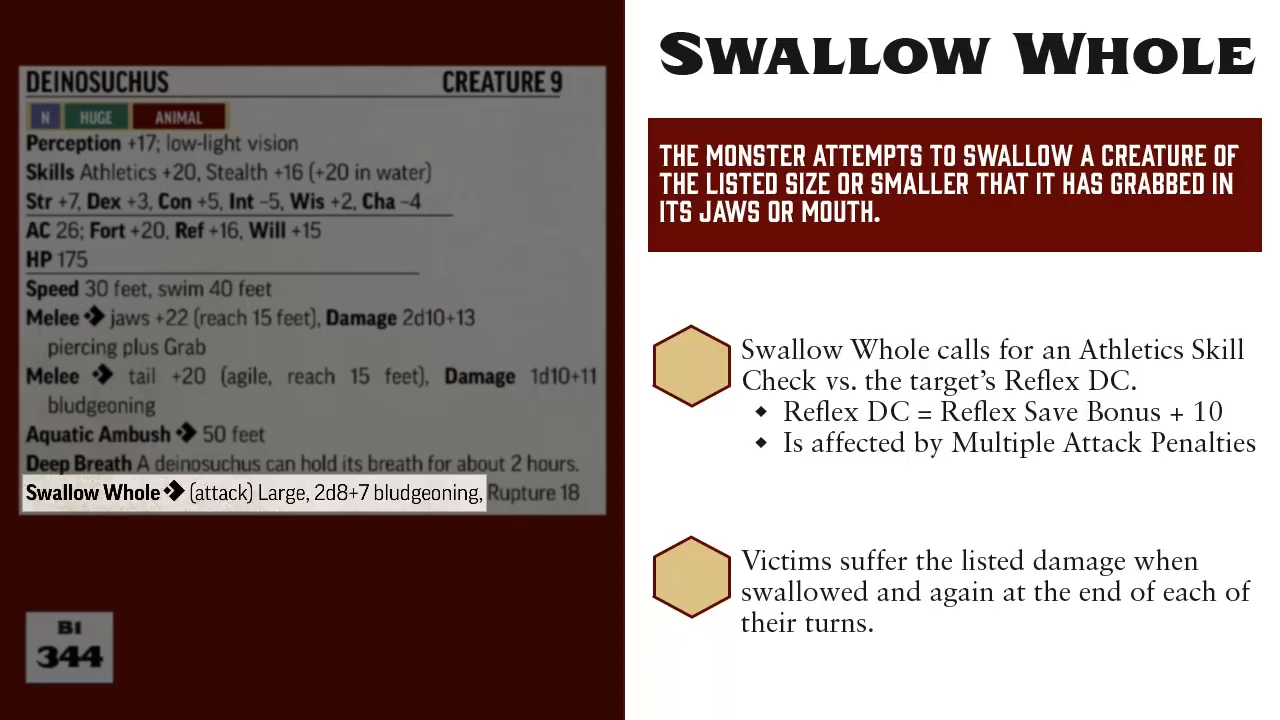 DEINOSUCHUS CREATURE 9
N HUGE ANIMAL
Perception +17; low-light vision
Skills Athletics +20, Stealth +16 (+20 in water)
Str +7, Dex +3, Con +5, Int –5, Wis +2, Cha –4
AC 26; Fort +20, Ref +16, Will +15
HP 175
Speed 30 feet, swim 40 feet
Melee jaws +22 (reach 15 feet), Damage 2d10+13
piercing plus Grab
Melee tail +20 (agile, reach 15 feet), Damage 1d10+11
bludgeoning
Aquatic Ambush 50 feet
Deep Breath A deinosuchus can hold its breath for about 2 hours.
Swallow Whole (attack) Large, 2d8+7 bludgeoning, Rupture 18
B1
344
SWALLOW WHOLE
THE MONSTER ATTEMPTS TO SWALLOW A CREATURE OF
THE LISTED SIZE OR SMALLER THAT IT HAS GRABBED IN
ITS JAWS OR MOUTH.
Swallow Whole calls for an Athletics Skill
Check vs. the target's Reflex DC.
Reflex DC = Reflex Save Bonus + 10
Is affected by Multiple Attack Penalties
Victims suffer the listed damage when
swallowed and again at the end of each of
their turns.